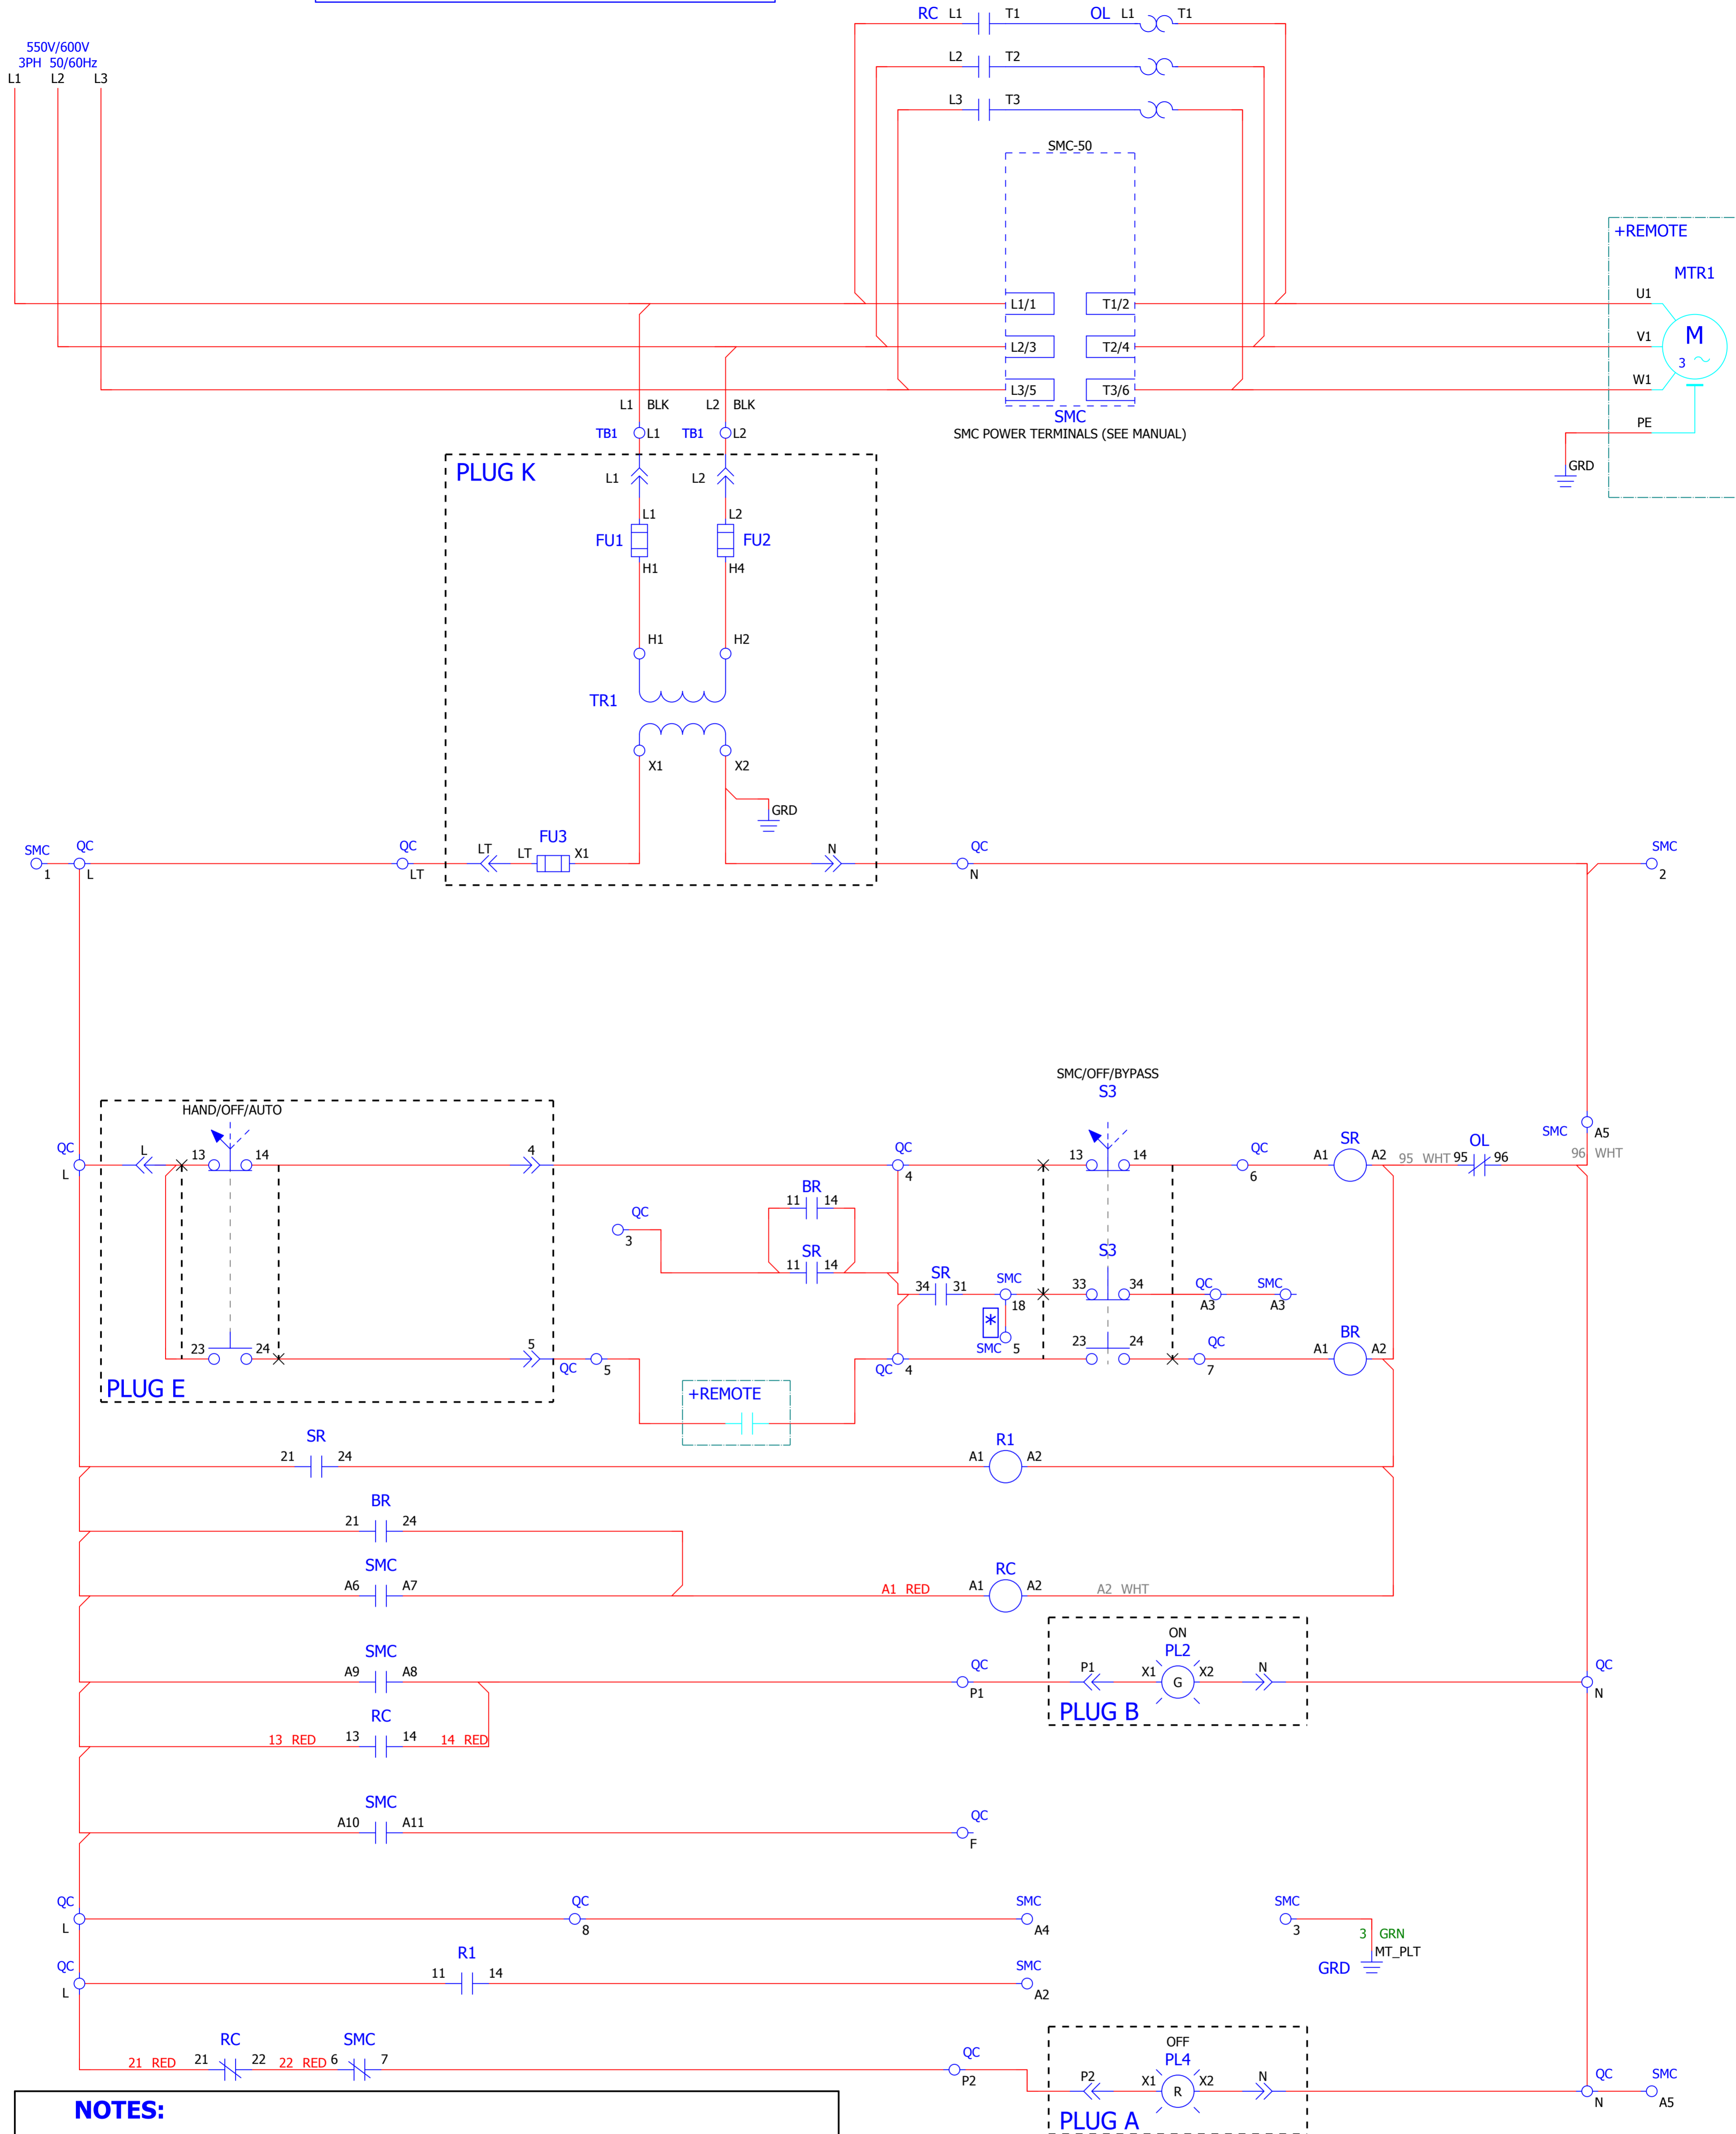 RC L1 T1 OL L1 T1
550V/600V
3PH 50/60Hz
L1 L2 L3
L2 T2
L3 T3
SMC-50
+REMOTE
MTR1
L1/1 T1/2 U1
L2/3 T2/4 V1 M
3
L3/5 T3/6 W1
L1 BLK L2 BLK
SMC
PE
TB1 L1 TB1 L2
SMC POWER TERMINALS (SEE MANUAL)
PLUG K
L1 L2
GRD
L1 L2
FU1 FU2
H1 H4
H1 H2
TR1
X1 X2
GRD
SMC QC QC FU3 QC SMC
LT LT X1 N
1 L LT N 2
SMC/OFF/BYPASS
S3
HAND/OFF/AUTO
SMC A5
QC L 13 14 4 QC 13 14 QC SR A1 A2 95 WHT 95 OL 96 96 WHT
L 4 6
BR
11 14
QC
3
SR
11 14
S3
SR
34 31 SMC 33 34 QC SMC
18 A3 A3
*
23 24 5 SMC 5 23 24 QC BR A1 A2
QC 5 QC 4 7
PLUG E
+REMOTE
SR
21 24
R1
A1 A2
BR
21 24
SMC
A6 A7
RC
A1 RED A1 A2 A2 WHT
ON
SMC
A9 A8
QC
P1
PL2
P1 X1 G X2 N
QC
N
PLUG B
RC
13 RED 13 14 14 RED
SMC
A10 A11
QC
F
QC QC SMC SMC
L 8 A4 3
3 GRN
MT_PLT
GRD
QC R1 SMC
11 14
L A2
OFF
RC SMC
21 RED 21 22 22 RED 6 7
QC
P2
PL4
P2 X1 R X2 N
QC SMC
N A5
PLUG A
NOTES: